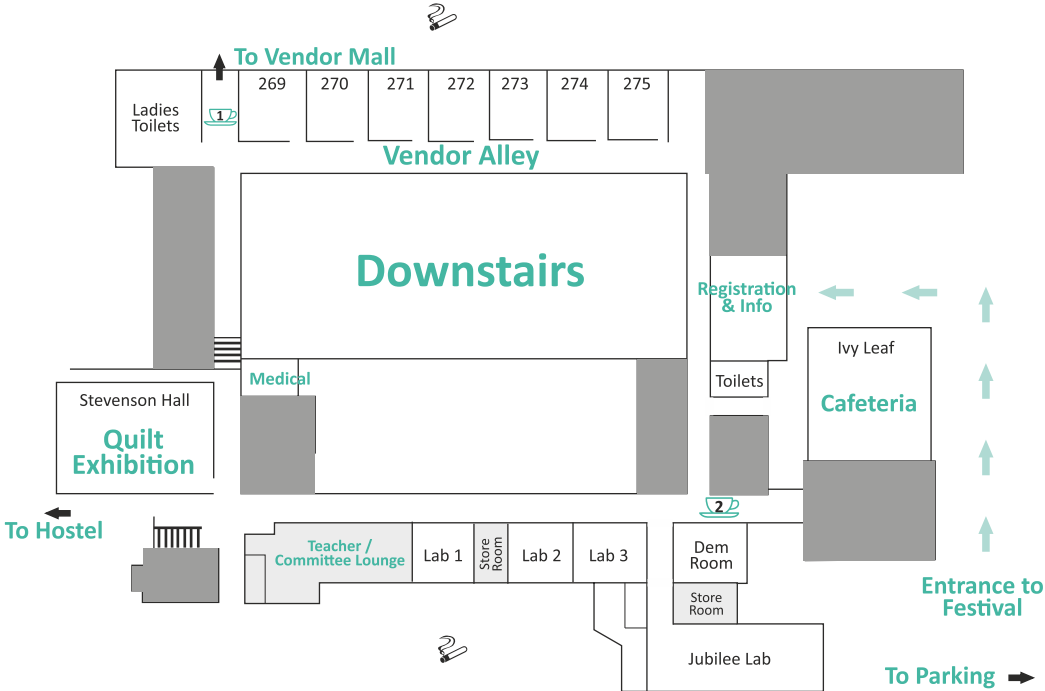 To Vendor Mall
Ladies
Toilets
1
269
270
271
272
273
274
275
Vendor Alley
Downstairs
Registration
& Info
Ivy Leaf
Cafeteria
Toilets
Medical
Stevenson Hall
Quilt
Exhibition
2
To Hostel
Teacher /
Committee Lounge
Lab 1
Store
Room
Lab 2
Lab 3
Dem
Room
Store
Room
Jubilee Lab
Entrance to
Festival
To Parking